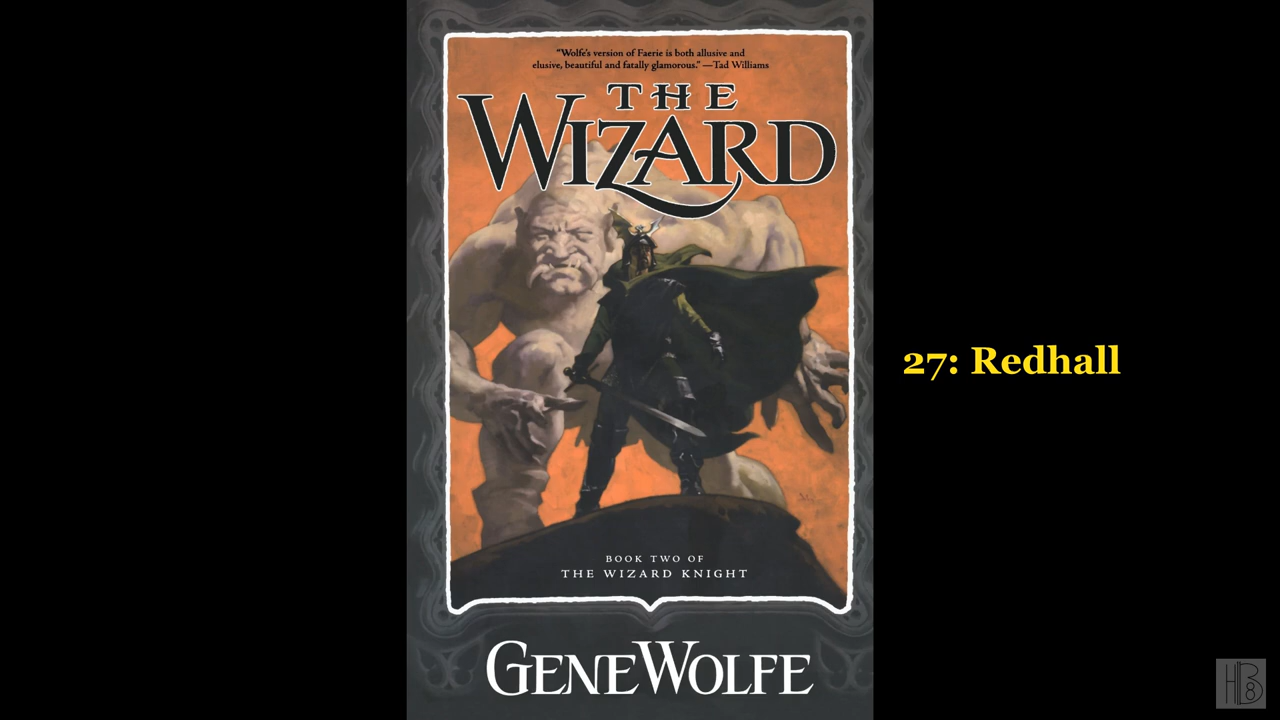 “Wolfe’s version of Faerie is both allusive and
elusive, beautiful and fatally glamorous.” —Tad Williams
THE
WIZARD
27: Redhall
BOOK TWO OF
THE WIZARD KNIGHT
GENE WOLFE
HB8